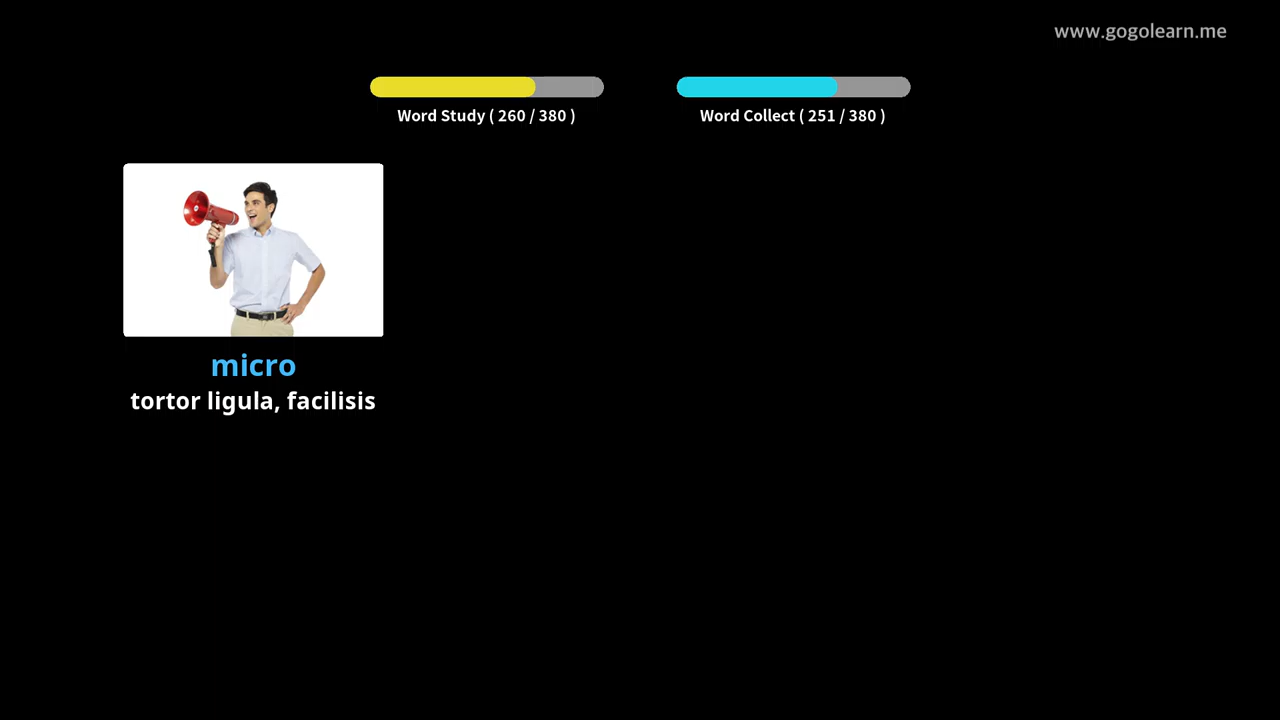 www.gogolearn.me
Word Study ( 260 / 380 )
Word Collect ( 251 / 380 )
micro
tortor ligula, facilisis